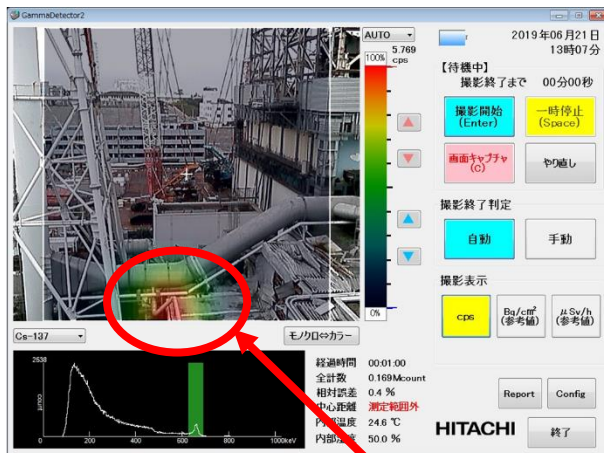 GammaDetector2
AUTO
5.769
cps
100%
0%
2019年06月21日
13時07分
【待機中】
撮影終了まで 00分00秒
撮影開始
(Enter)
一時停止
(Space)
画面キャプチャ
(C)
やり直し
撮影終了判定
自動
手動
撮影表示
cps
Bq/cm²
(参考値)
μSv/h
(参考値)
Cs-137
モノクロ⇔カラー
2538
count
0
0 200 400 600 800 1000keV
経過時間 00:01:00
全計数 0.169Mcount
相対誤差 0.4 %
中心距離 測定範囲外
内部温度 24.6 ℃
内部湿度 50.0 %
Report
Config
HITACHI
終了